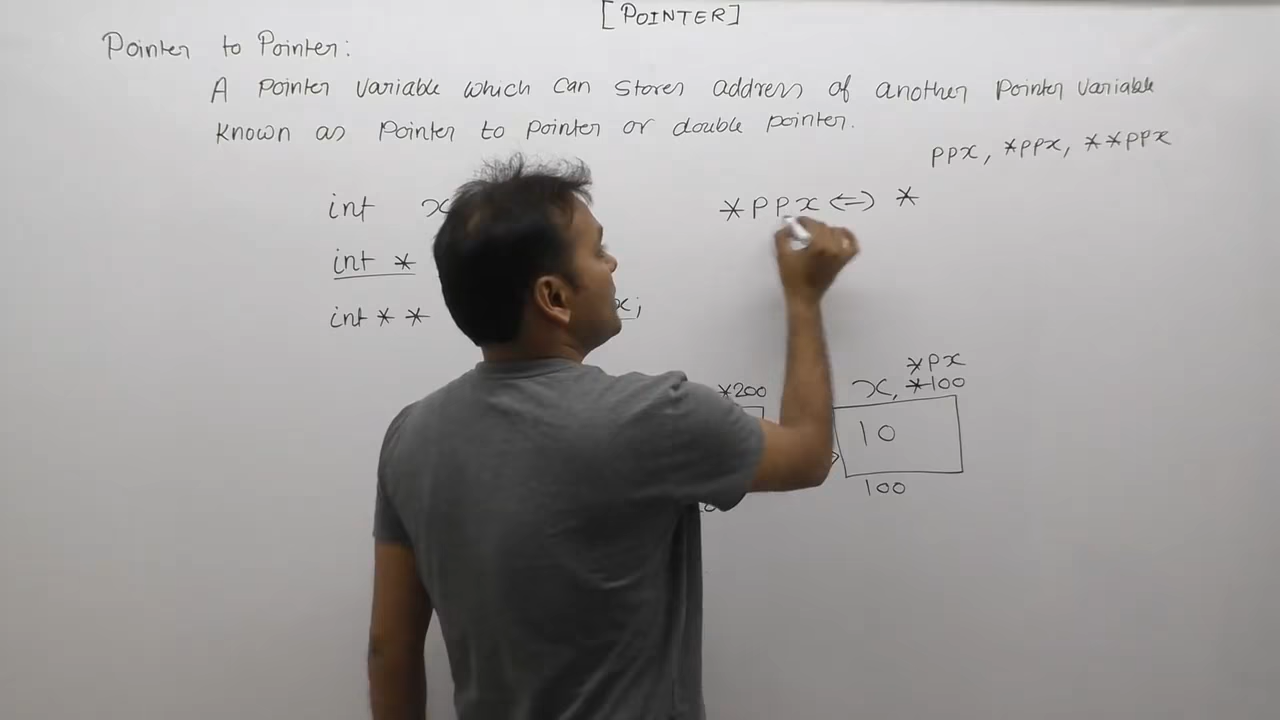 [POINTER]
Pointer to Pointer:
A pointer variable which can stores address of another pointer variable
known as pointer to pointer or double pointer.
ppx, *ppx, **ppx
int x
*ppx <=> *
int *
int * * x;
*px
*200 x, *100
10
100